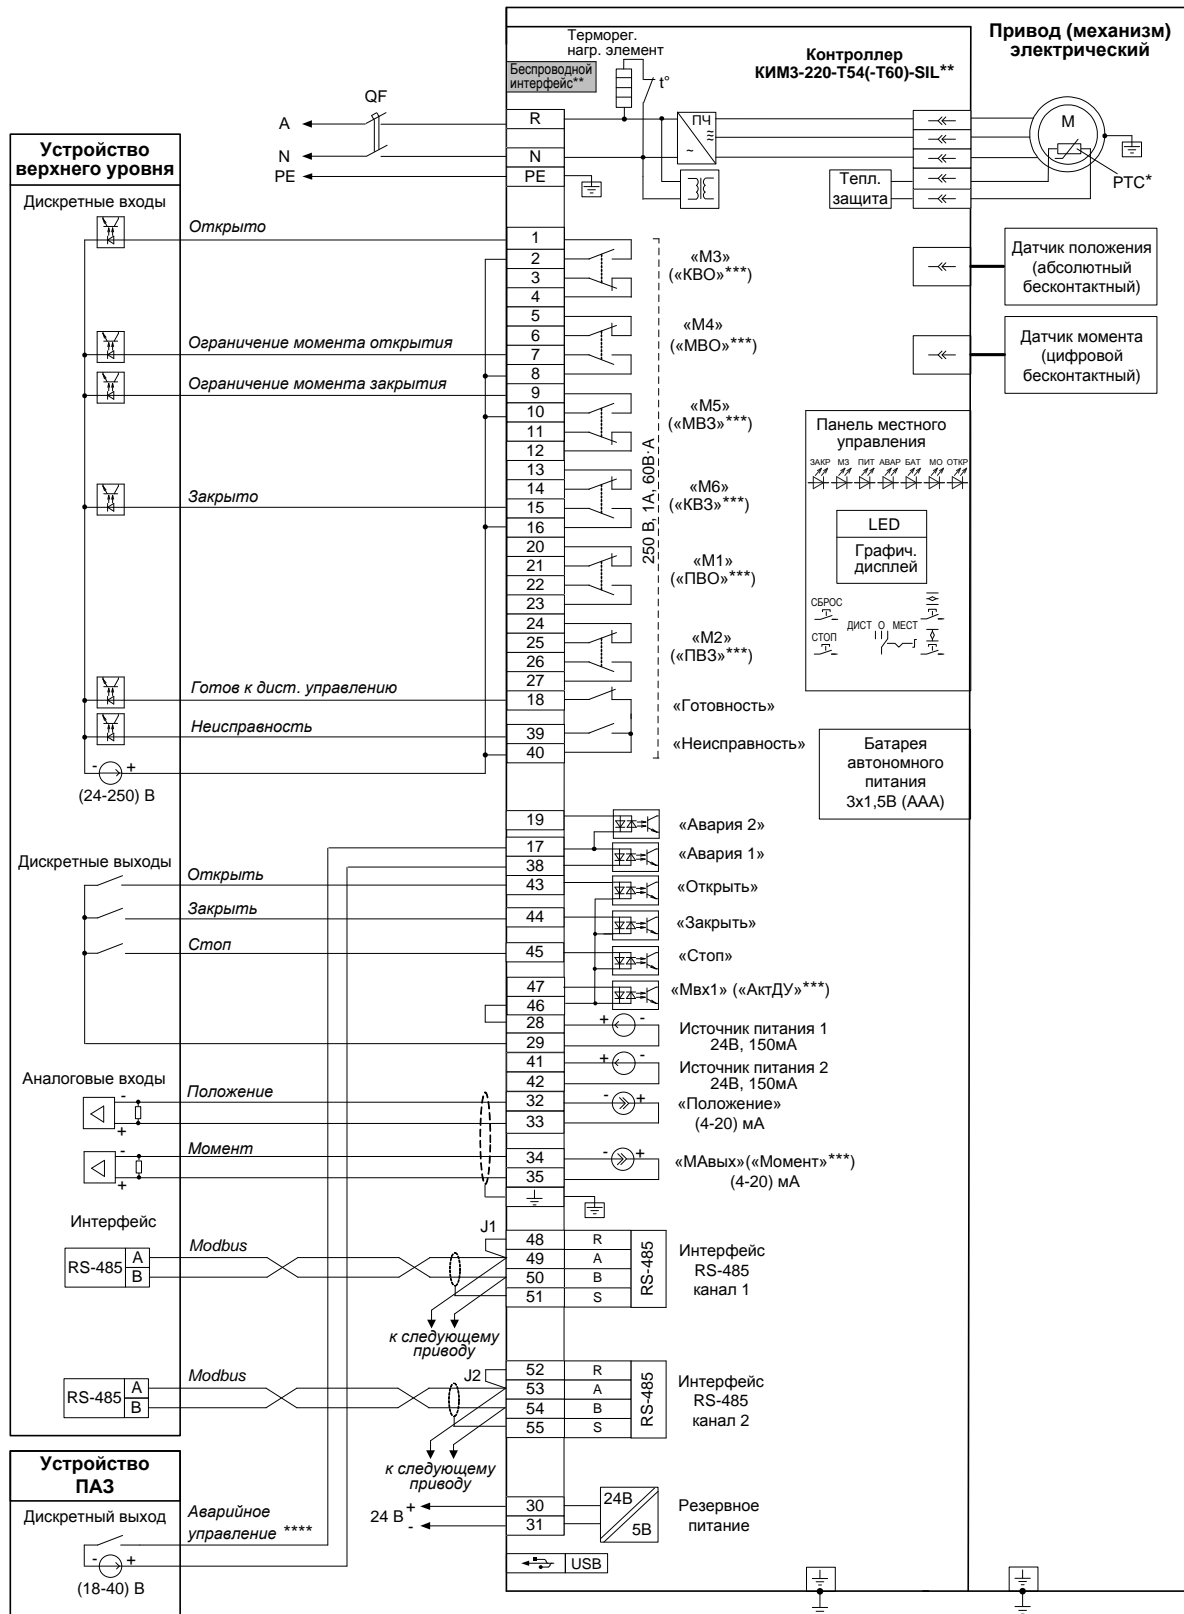 Привод (механизм)
электрический
Контроллер
КИМ3-220-Т54(-Т60)-SIL**
Терморег.
нагр. элемент
t°
Беспроводной
интерфейс**
QF
A
N
PE
R
N
PE
ПЧ
~
M
PTC*
Тепл.
защита
Устройство
верхнего уровня
Дискретные входы
Открыто
Ограничение момента открытия
Ограничение момента закрытия
Закрыто
Готов к дист. управлению
Неисправность
- +
(24-250) В
1
2
3
4
5
6
7
8
9
10
11
12
13
14
15
16
20
21
22
23
24
25
26
27
18
39
40
«М3»
(«КВО»***)
«М4»
(«МВО»***)
«М5»
(«МВЗ»***)
«М6»
(«КВЗ»***)
«М1»
(«ПВО»***)
«М2»
(«ПВЗ»***)
«Готовность»
«Неисправность»
250 В, 1А, 60В·А
Датчик положения
(абсолютный
бесконтактный)
Датчик момента
(цифровой
бесконтактный)
Панель местного
управления
ЗАКР МЗ ПИТ АВАР БАТ МО ОТКР
LED
Графич.
дисплей
СБРОС
СТОП
ДИСТ О МЕСТ
Батарея
автономного
питания
3х1,5В (ААА)
Дискретные выходы
Открыть
Закрыть
Стоп
19
17
38
43
44
45
47
46
28
29
41
42
32
33
34
35
«Авария 2»
«Авария 1»
«Открыть»
«Закрыть»
«Стоп»
«Мвх1» («АктДУ»***)
+ -
Источник питания 1
24В, 150мА
+ -
Источник питания 2
24В, 150мА
- +
«Положение»
(4-20) мА
- +
«МАвых»(«Момент»***)
(4-20) мА
Аналоговые входы
Положение
-
+
Момент
-
+
Интерфейс
RS-485
A
B
Modbus
J1
48 R
49 A
50 B
51 S
RS-485
Интерфейс
RS-485
канал 1
к следующему
приводу
RS-485
A
B
Modbus
J2
52 R
53 A
54 B
55 S
RS-485
Интерфейс
RS-485
канал 2
к следующему
приводу
Устройство
ПАЗ
Дискретный выход
Аварийное
управление ****
- +
(18-40) В
24 В
+
-
30
31
24В
5В
Резервное
питание
USB